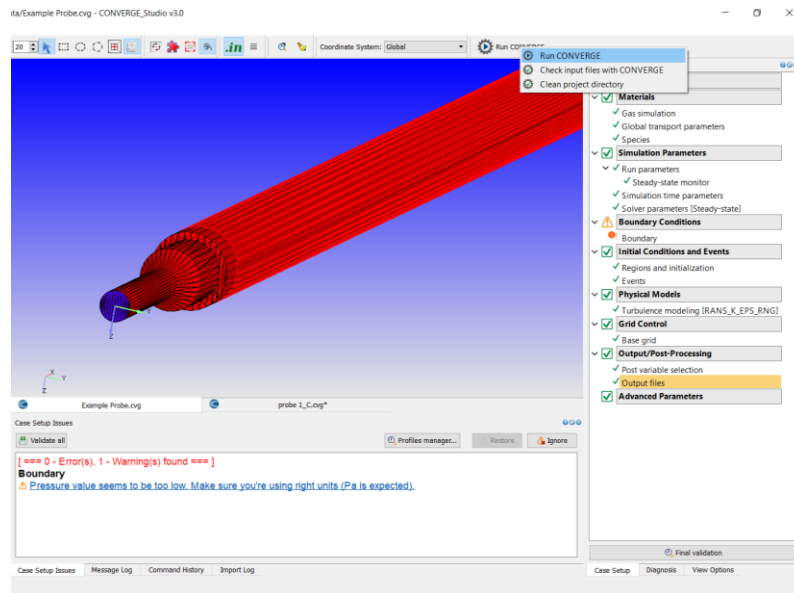 ata/Example Probe.cvg - CONVERGE_Studio v3.0
20 .in Coordinate System: Global Run CONVERGE
Run CONVERGE
Check input files with CONVERGE
Clean project directory
Materials
Gas simulation
Global transport parameters
Species
Simulation Parameters
Run parameters
Steady-state monitor
Simulation time parameters
Solver parameters [Steady-state]
Boundary Conditions
Boundary
Initial Conditions and Events
Regions and initialization
Events
Physical Models
Turbulence modeling [RANS_K_EPS_RNG]
Grid Control
Base grid
Output/Post-Processing
Post variable selection
Output files
Advanced Parameters
Y
Z
X
Y
Z
Example Probe.cvg probe 1_C.cvg*
Case Setup Issues
Validate all Profiles manager... Restore Ignore
[ === 0 - Error(s), 1 - Warning(s) found === ]
Boundary
Pressure value seems to be too low. Make sure you're using right units (Pa is expected).
Final validation
Case Setup Issues Message Log Command History Import Log
Case Setup Diagnosis View Options